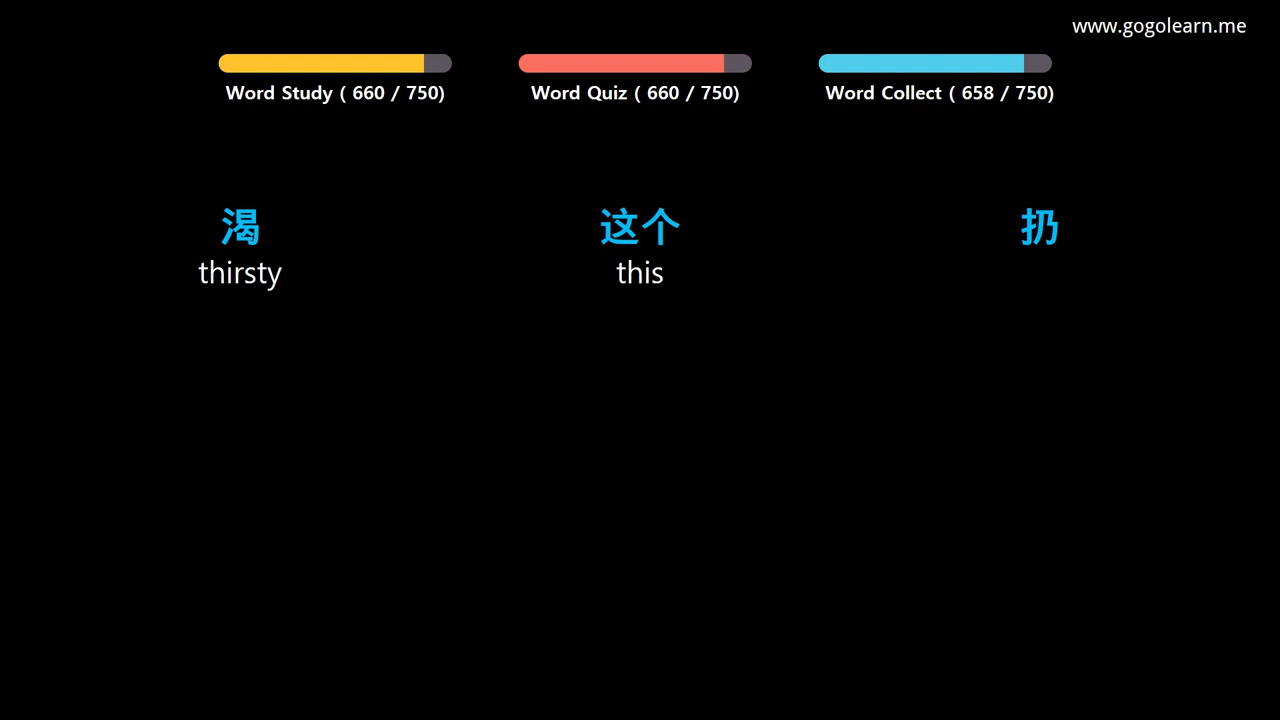 www.gogolearn.me
Word Study ( 660 / 750)
Word Quiz ( 660 / 750)
Word Collect ( 658 / 750)
渴
这个
扔
thirsty
this